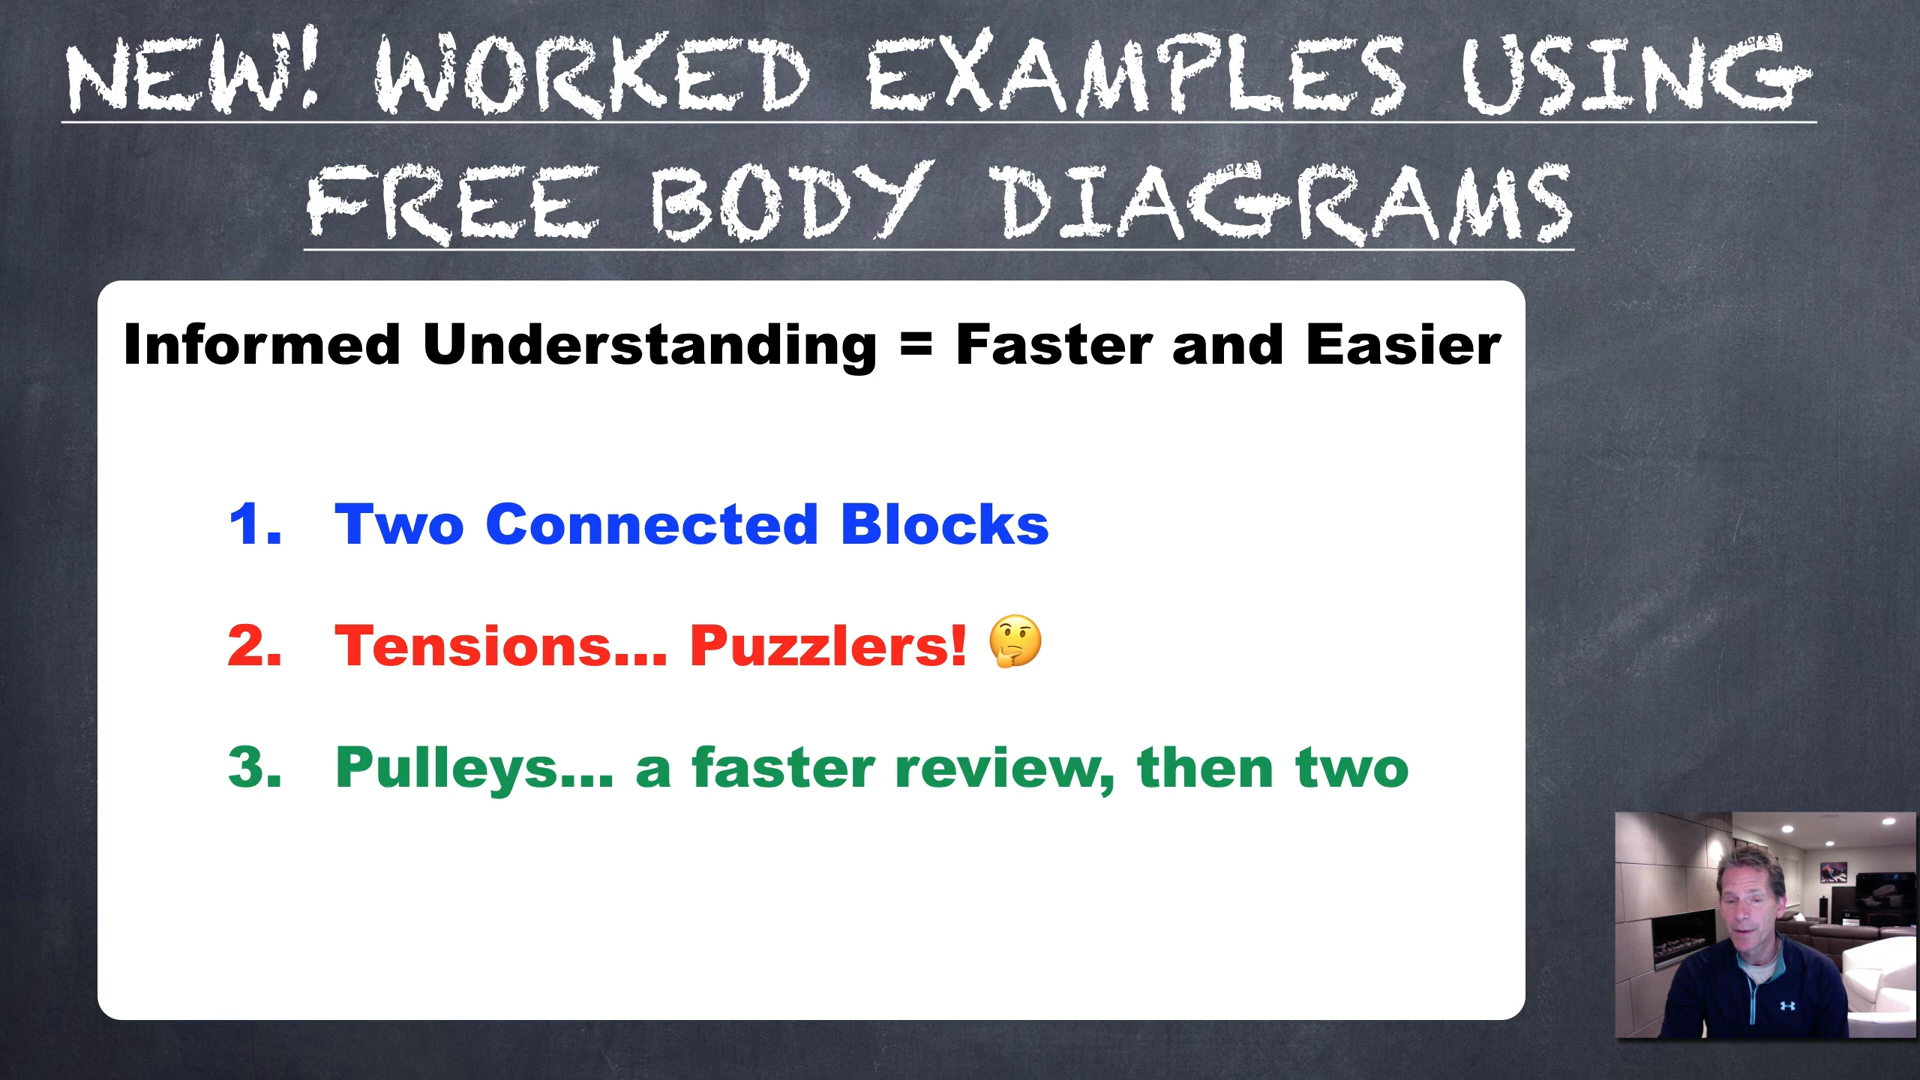 NEW! WORKED EXAMPLES USING
FREE BODY DIAGRAMS
Informed Understanding = Faster and Easier
1. Two Connected Blocks
2. Tensions... Puzzlers! 🤔
3. Pulleys... a faster review, then two